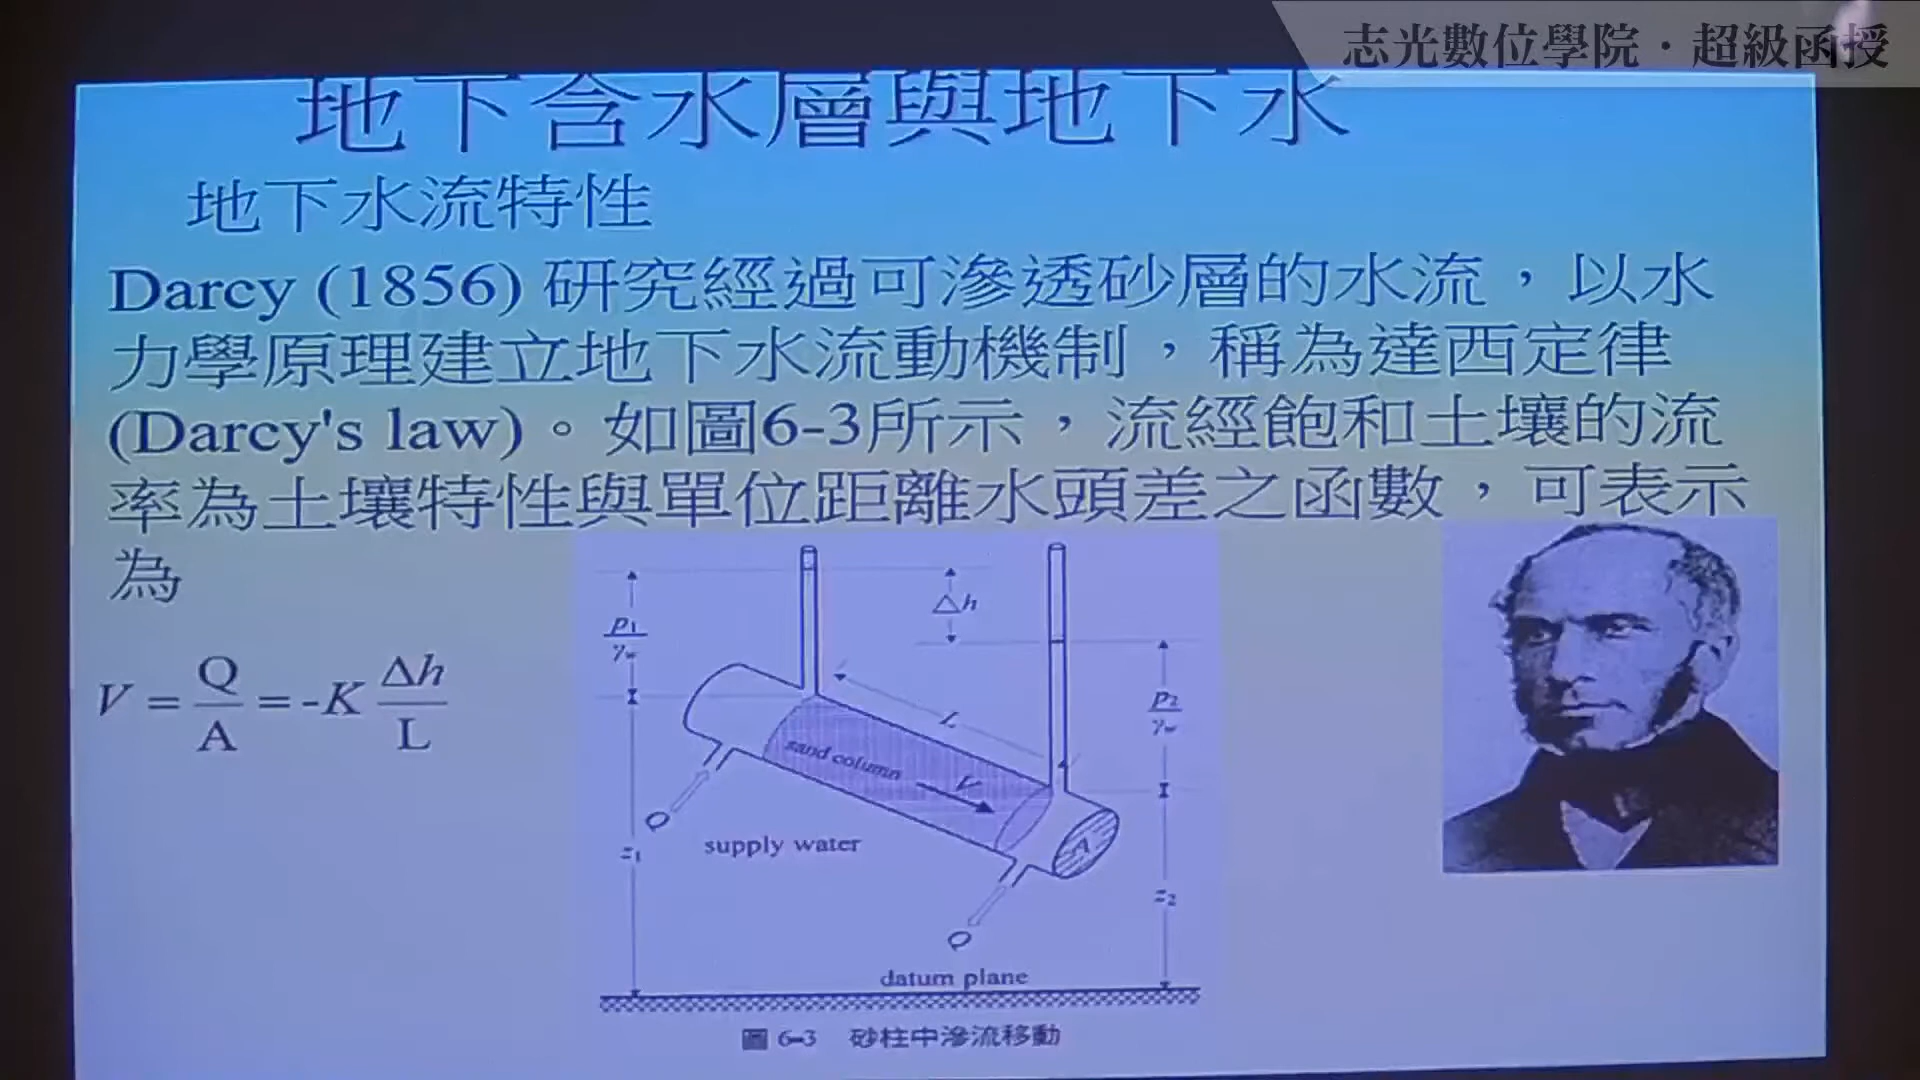 志光數位學院·超級函授
地下含水層與地下水
地下水流特性
Darcy (1856) 研究經過可滲透砂層的水流，以水
力學原理建立地下水流動機制，稱為達西定律
(Darcy's law)。如圖6-3所示，流經飽和土壤的流
率為土壤特性與單位距離水頭差之函數，可表示
為
V = Q/A = -K Δh/L
p₁/γw
Δh
p₂/γw
L
sand column
V
Q
supply water
A
z₁
z₂
Q
datum plane
圖 6-3 砂柱中滲流移動